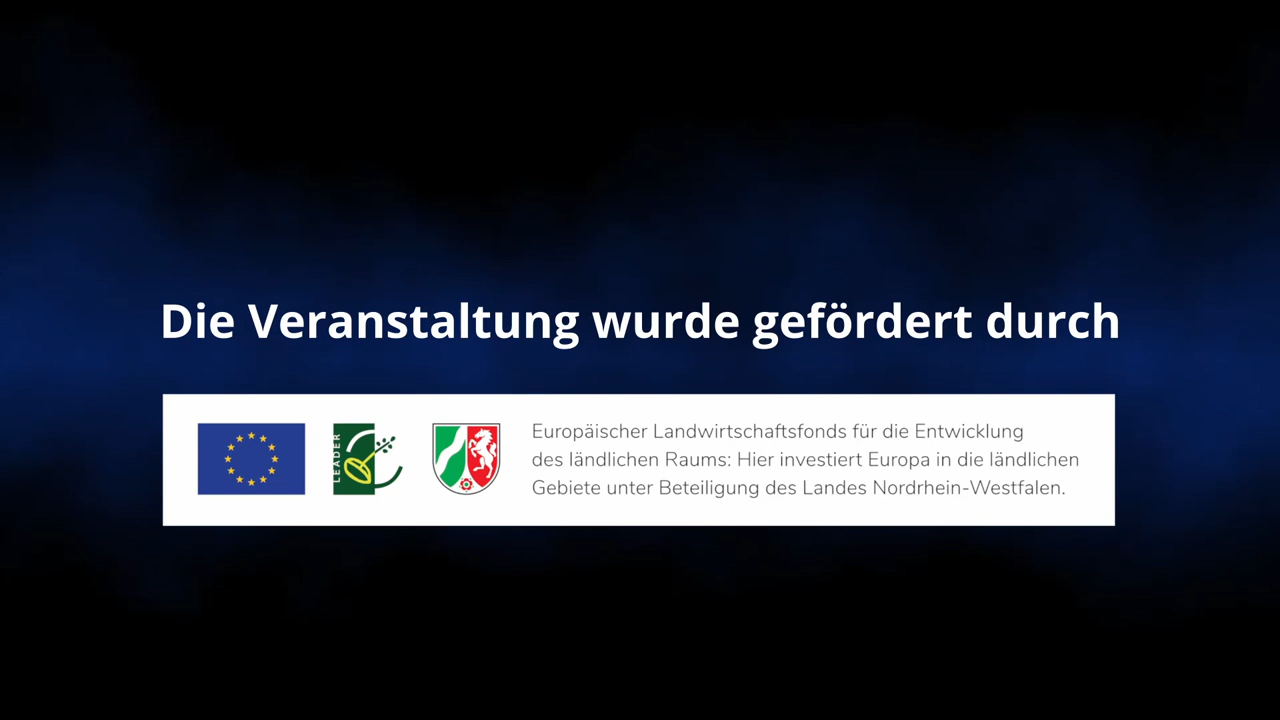 Die Veranstaltung wurde gefördert durch
LEADER
Europäischer Landwirtschaftsfonds für die Entwicklung
des ländlichen Raums: Hier investiert Europa in die ländlichen
Gebiete unter Beteiligung des Landes Nordrhein-Westfalen.